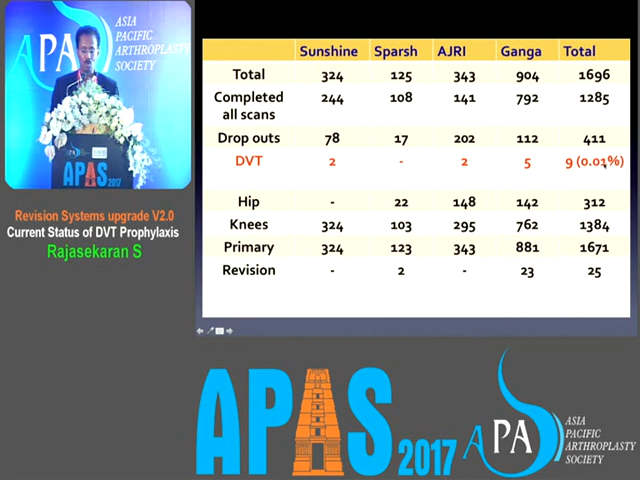 ASIA
PACIFIC
ARTHROPLASTY
SOCIETY
APA
APAS 2017
Revision Systems upgrade V2.0
Current Status of DVT Prophylaxis
Rajasekaran S
Sunshine Sparsh AJRI Ganga Total
Total 324 125 343 904 1696
Completed all scans 244 108 141 792 1285
Drop outs 78 17 202 112 411
DVT 2 - 2 5 9 (0.01%)
Hip - 22 148 142 312
Knees 324 103 295 762 1384
Primary 324 123 343 881 1671
Revision - 2 - 23 25
APAS 2017
APA
ASIA
PACIFIC
ARTHROPLASTY
SOCIETY